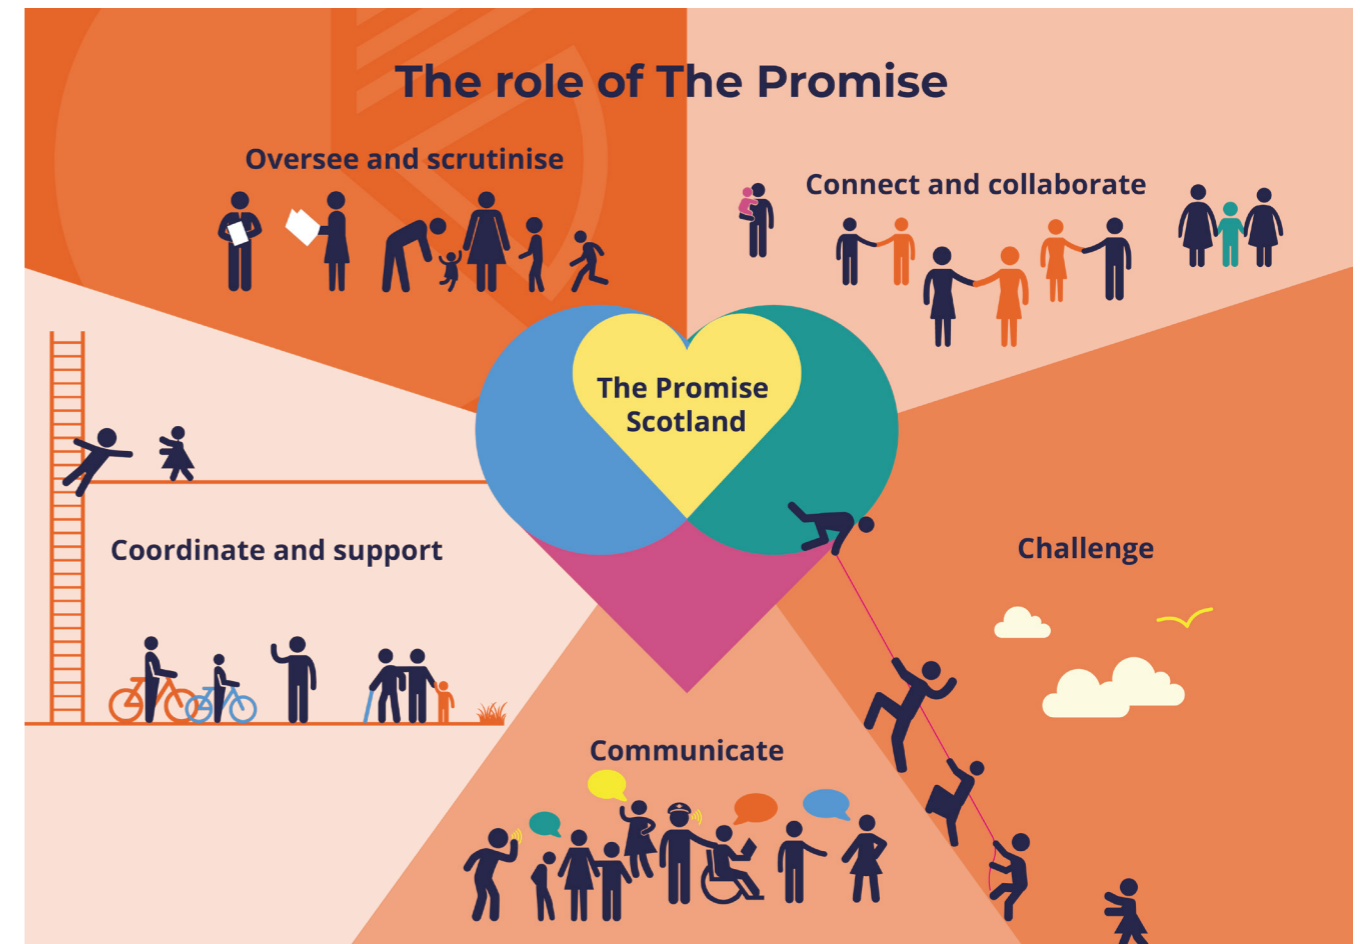 The role of The Promise
Oversee and scrutinise
Connect and collaborate
The Promise
Scotland
Coordinate and support
Challenge
Communicate